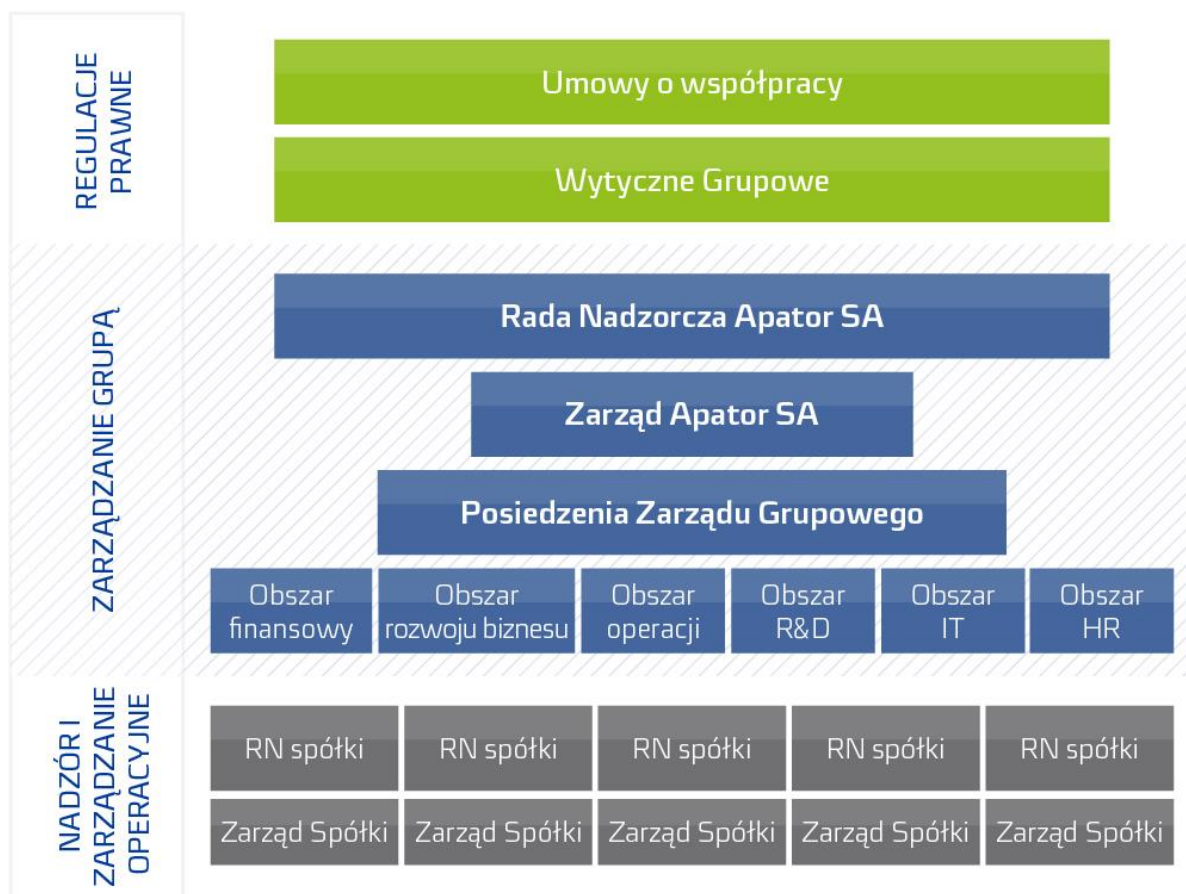 REGULACJE
PRAWNE
Umowy o współpracy
Wytyczne Grupowe
ZARZĄDZANIE GRUPĄ
Rada Nadzorcza Apator SA
Zarząd Apator SA
Posiedzenia Zarządu Grupowego
Obszar
finansowy
Obszar
rozwoju biznesu
Obszar
operacji
Obszar
R&D
Obszar
IT
Obszar
HR
NADZÓR I
ZARZĄDZANIE
OPERACYJNE
RN spółki
RN spółki
RN spółki
RN spółki
RN spółki
Zarząd Spółki
Zarząd Spółki
Zarząd Spółki
Zarząd Spółki
Zarząd Spółki